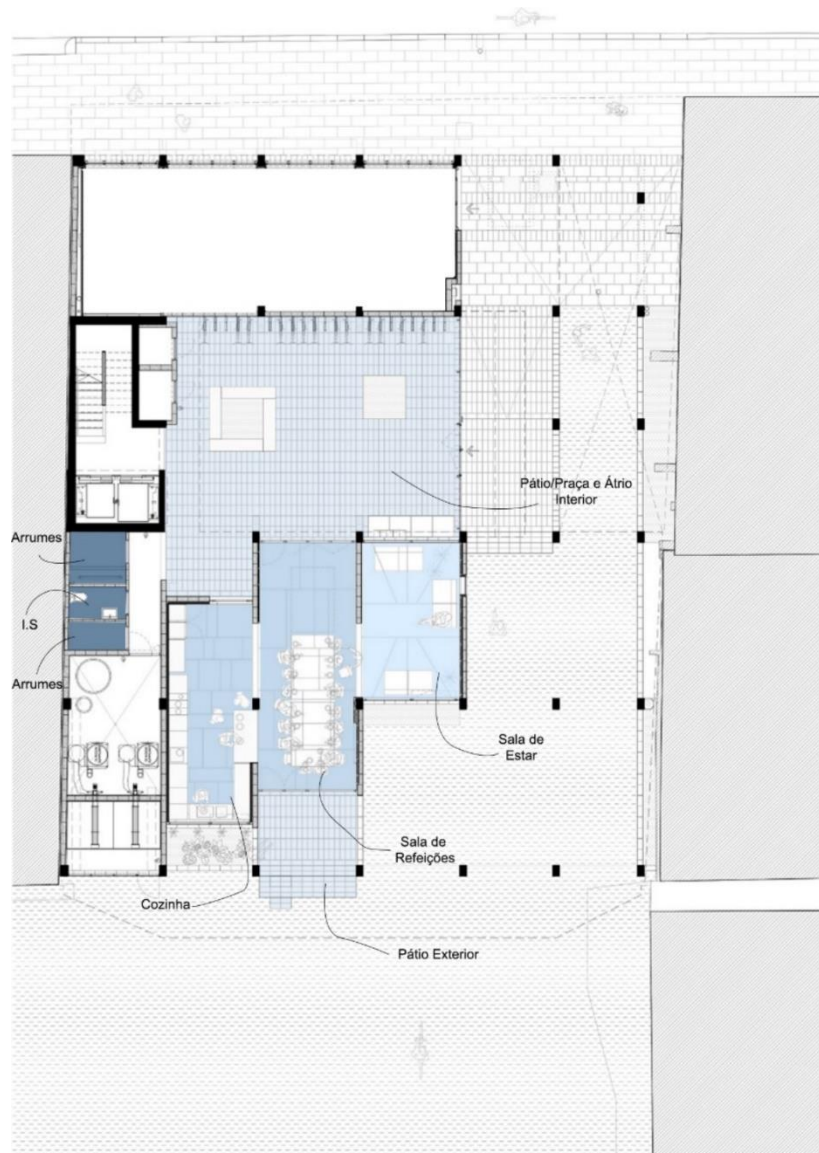 Pátio/Praça e Átrio
Interior
Arrumes
I.S
Arrumes
Sala de
Estar
Sala de
Refeições
Cozinha
Pátio Exterior